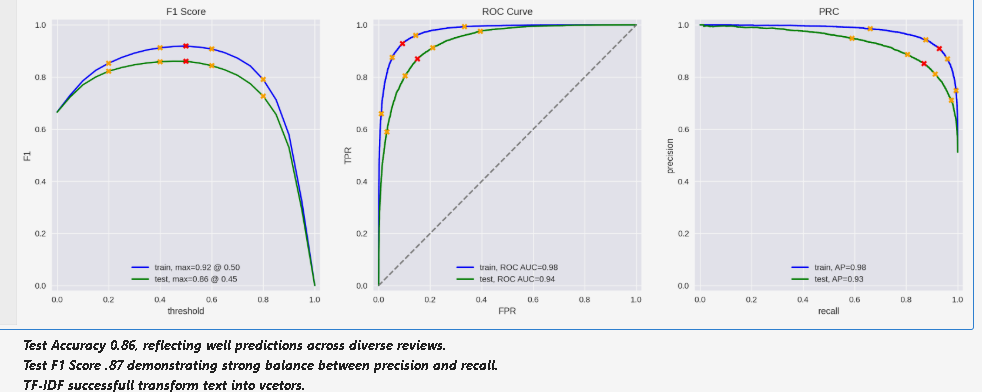 F1 Score
1.0
0.8
0.6
0.4
0.2
0.0
F1
train, max=0.92 @ 0.50
test, max=0.86 @ 0.45
0.0 0.2 0.4 0.6 0.8 1.0
threshold
ROC Curve
1.0
0.8
0.6
0.4
0.2
0.0
TPR
train, ROC AUC=0.98
test, ROC AUC=0.94
0.0 0.2 0.4 0.6 0.8 1.0
FPR
PRC
1.0
0.8
0.6
0.4
0.2
0.0
precision
train, AP=0.98
test, AP=0.93
0.0 0.2 0.4 0.6 0.8 1.0
recall
Test Accuracy 0.86, reflecting well predictions across diverse reviews.
Test F1 Score .87 demonstrating strong balance between precision and recall.
TF-IDF successfull transform text into vcetors.